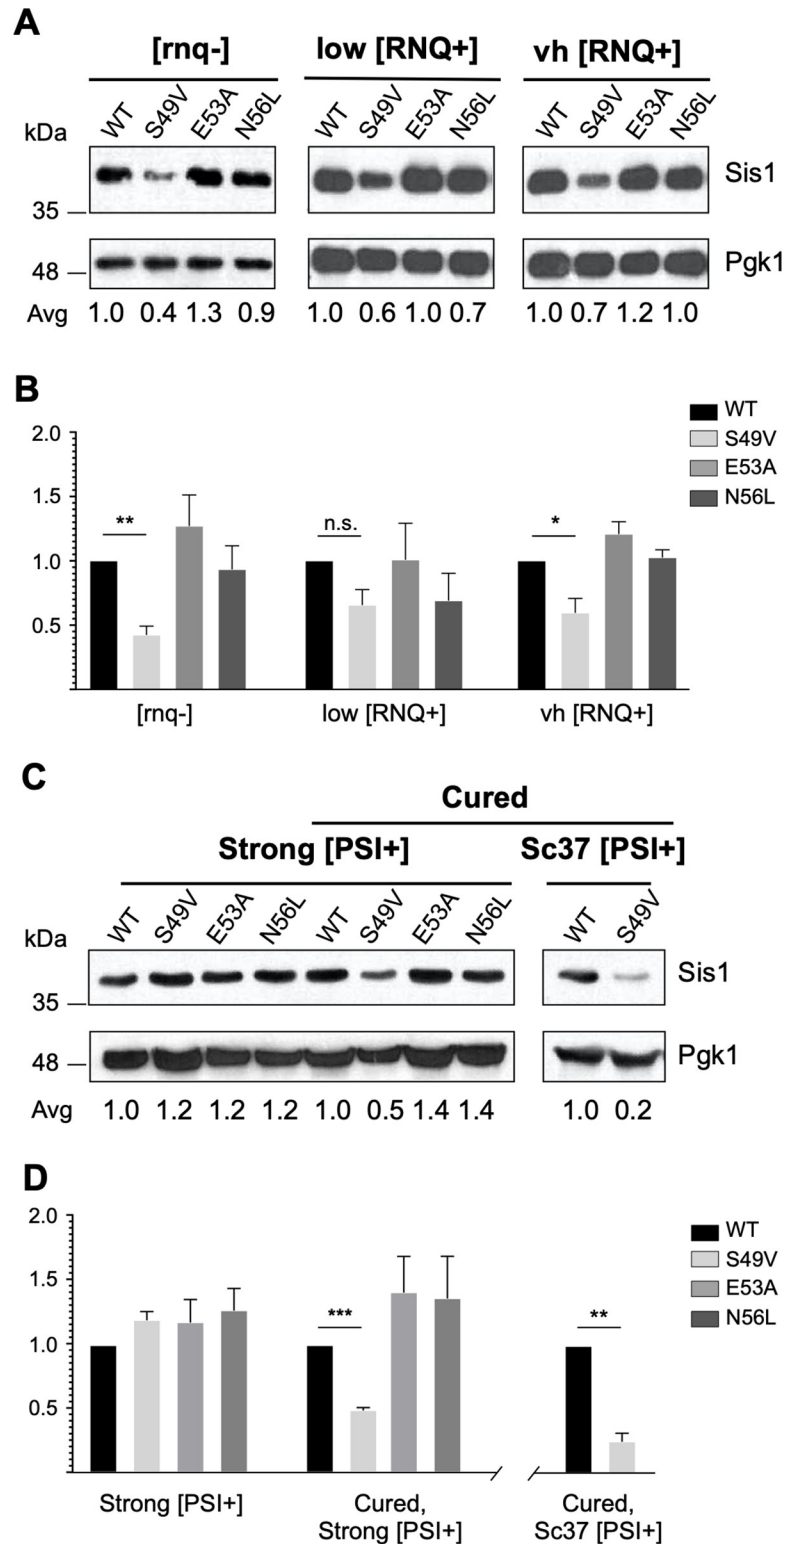 A
[rnq-] low [RNQ+] vh [RNQ+]
kDa WT S49V E53A N56L WT S49V E53A N56L WT S49V E53A N56L
Sis1
35
48 Pgk1
Avg 1.0 0.4 1.3 0.9 1.0 0.6 1.0 0.7 1.0 0.7 1.2 1.0
B
WT
S49V
E53A
N56L
2.0
1.5
1.0
0.5
** n.s. *
[rnq-] low [RNQ+] vh [RNQ+]
C
Cured
Strong [PSI+] Sc37 [PSI+]
kDa WT S49V E53A N56L WT S49V E53A N56L WT S49V
Sis1
35
48 Pgk1
Avg 1.0 1.2 1.2 1.2 1.0 0.5 1.4 1.4 1.0 0.2
D
WT
S49V
E53A
N56L
2.0
1.5
1.0
0.5
*** **
Strong [PSI+] Cured, Cured,
Strong [PSI+] Sc37 [PSI+]